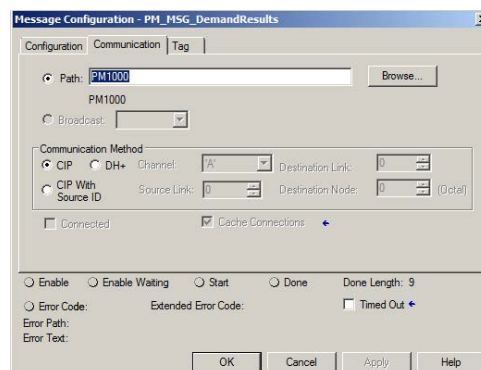 Message Configuration - PM_MSG_DemandResults
Configuration Communication Tag
Path: PM1000 Browse...
PM1000
Broadcast:
Communication Method
CIP DH+ Channel: 'A' Destination Link: 0
CIP With Source ID Source Link: 0 Destination Node: 0 (Octal)
Connected Cache Connections
Enable Enable Waiting Start Done Done Length: 9
Error Code: Extended Error Code: Timed Out
Error Path:
Error Text:
OK Cancel Apply Help